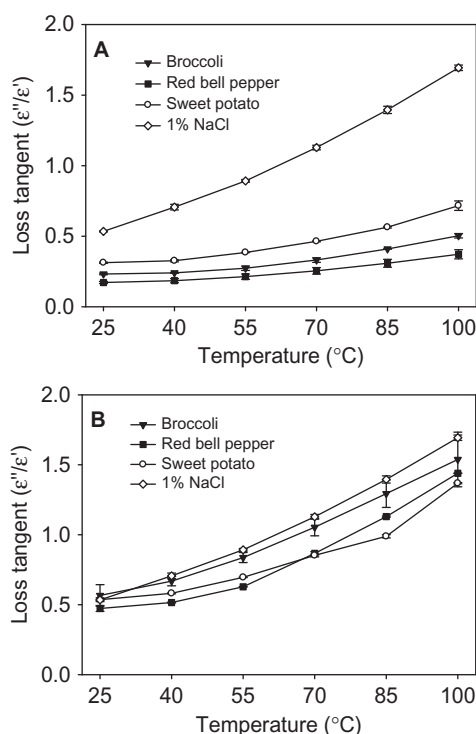 A
Broccoli
Red bell pepper
Sweet potato
1% NaCl
Loss tangent (ε"/ε')
2.0
1.5
1.0
0.5
0.0
25 40 55 70 85 100
Temperature (°C)
B
Broccoli
Red bell pepper
Sweet potato
1% NaCl
Loss tangent (ε"/ε')
2.0
1.5
1.0
0.5
0.0
25 40 55 70 85 100
Temperature (°C)